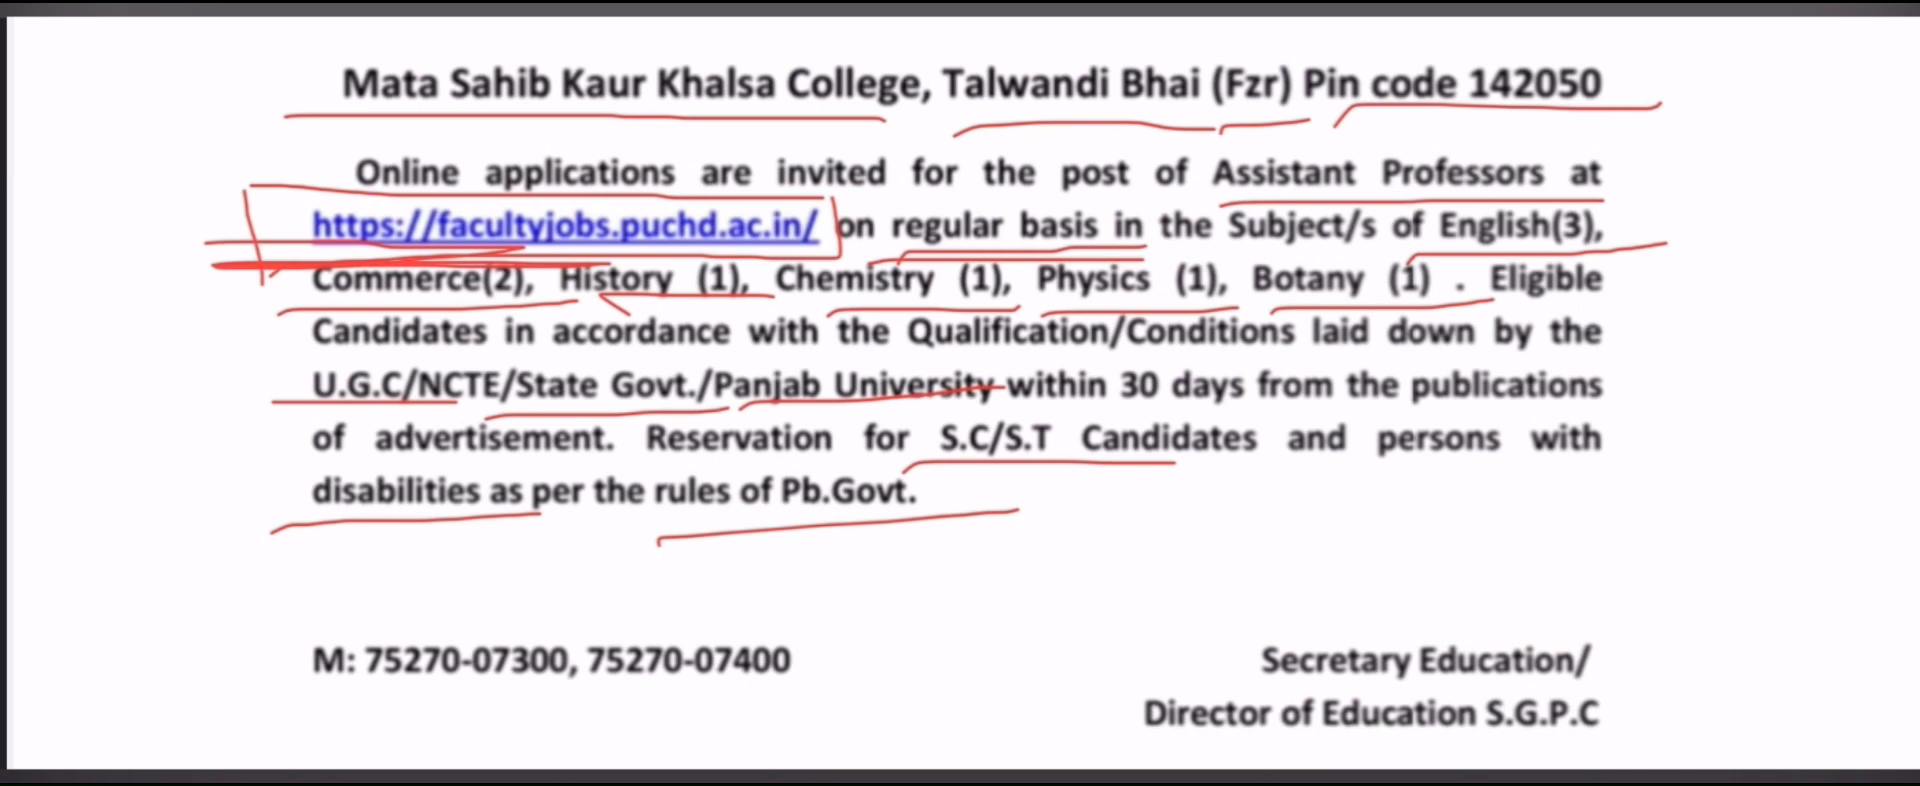 Mata Sahib Kaur Khalsa College, Talwandi Bhai (Fzr) Pin code 142050
Online applications are invited for the post of Assistant Professors at
https://facultyjobs.puchd.ac.in/ on regular basis in the Subject/s of English(3),
Commerce(2), History (1), Chemistry (1), Physics (1), Botany (1) . Eligible
Candidates in accordance with the Qualification/Conditions laid down by the
U.G.C/NCTE/State Govt./Panjab University within 30 days from the publications
of advertisement. Reservation for S.C/S.T Candidates and persons with
disabilities as per the rules of Pb.Govt.
M: 75270-07300, 75270-07400
Secretary Education/
Director of Education S.G.P.C